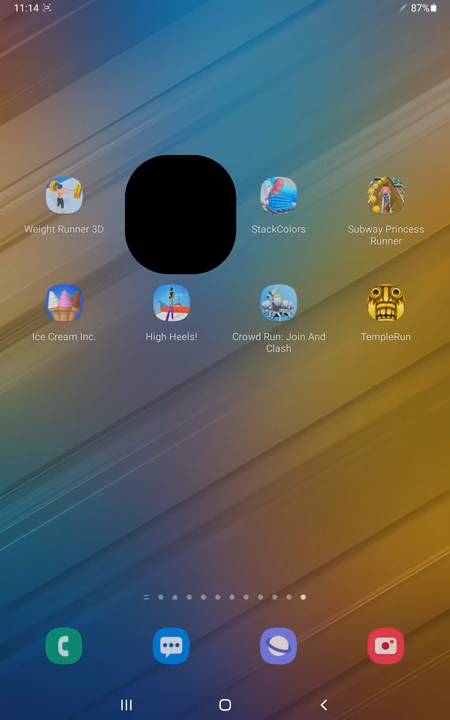 11:14
87%
Weight Runner 3D
StackColors
Subway Princess
Runner
Ice Cream Inc.
High Heels!
Crowd Run: Join And
Clash
TempleRun